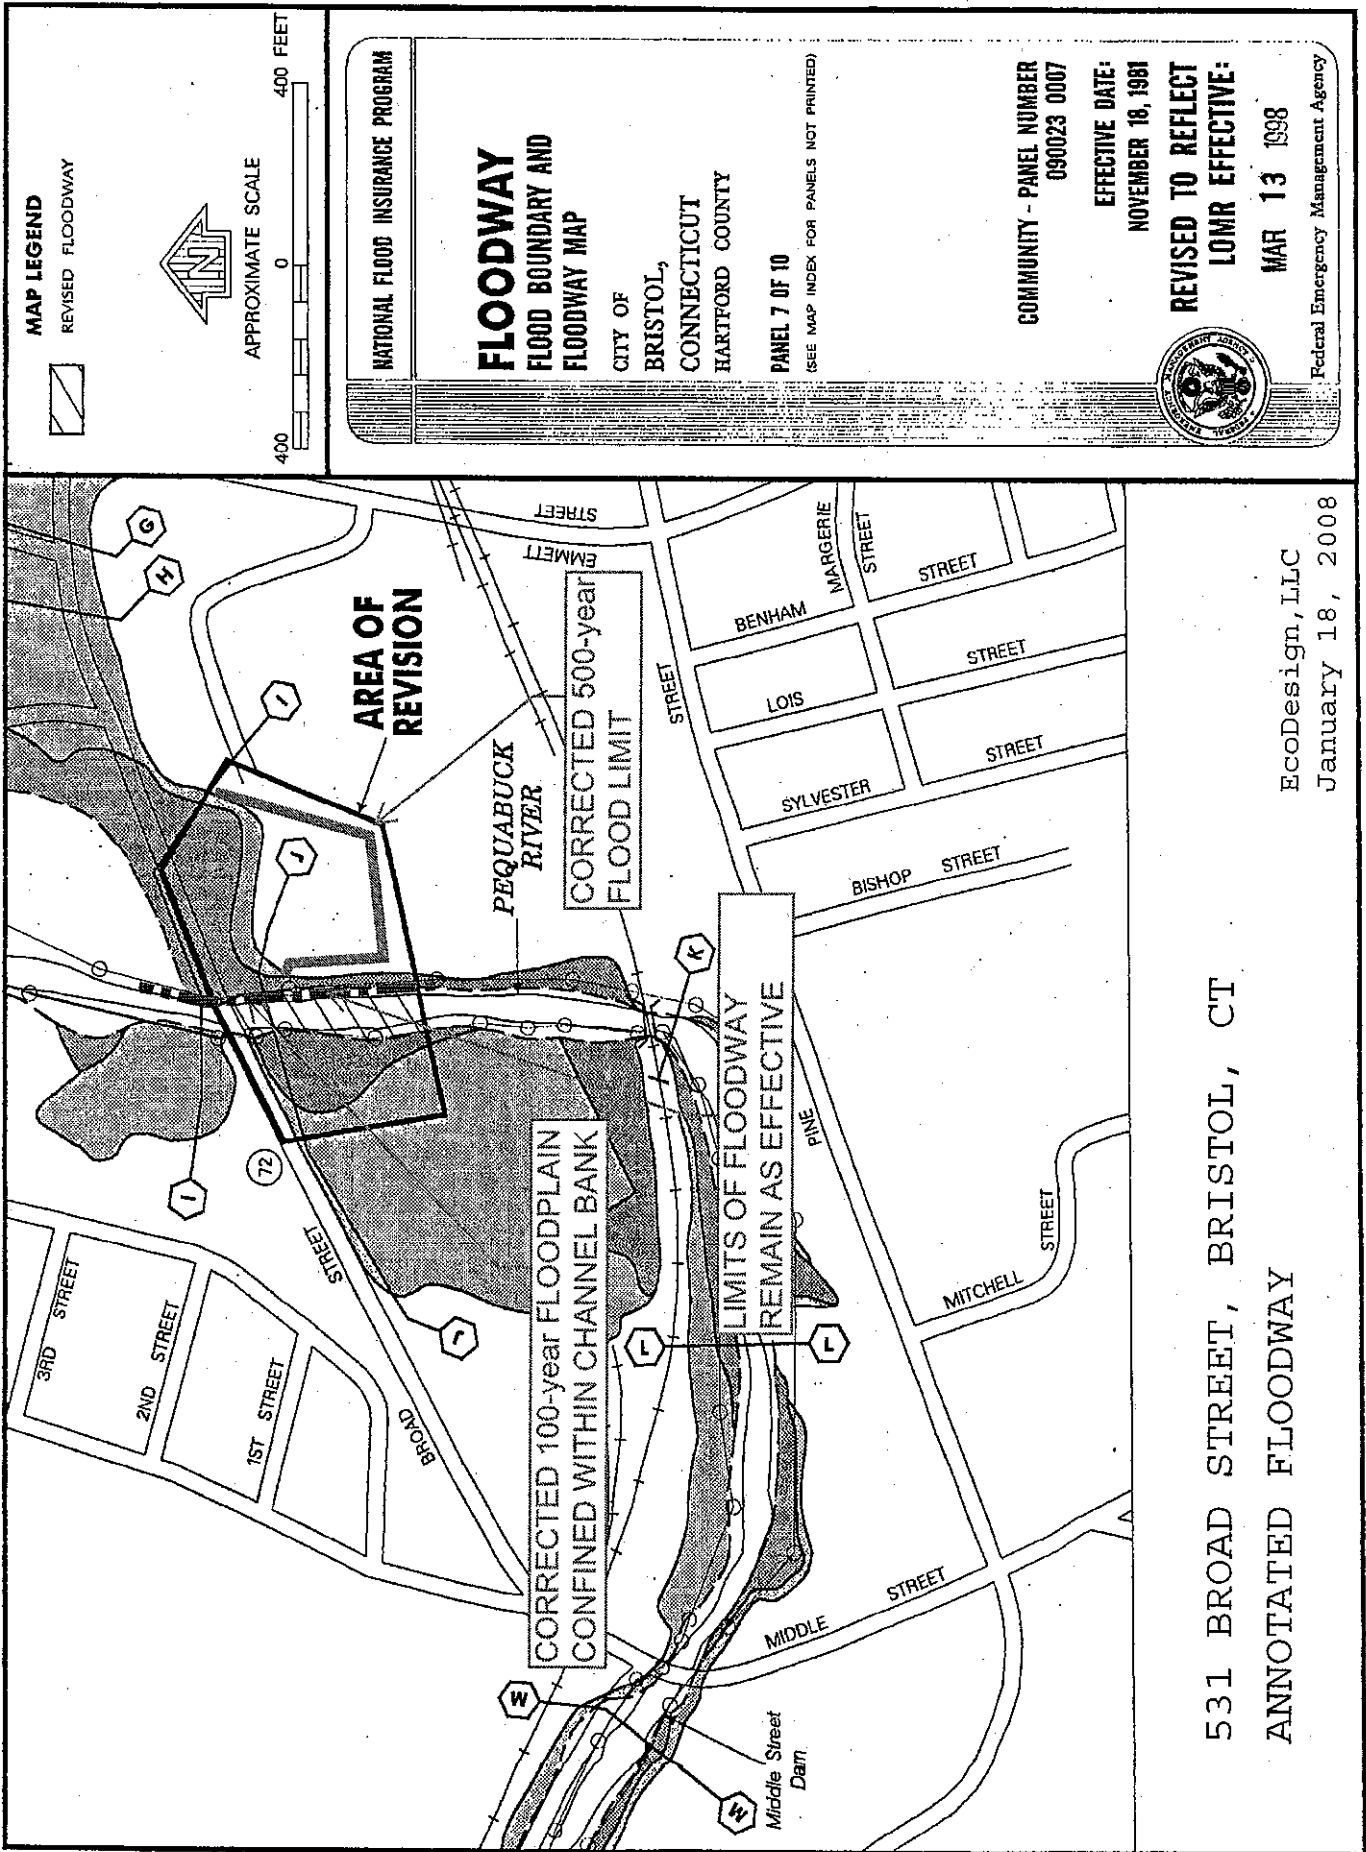 MAP LEGEND
REVISED FLOODWAY
N
APPROXIMATE SCALE
400 0 400 FEET
NATIONAL FLOOD INSURANCE PROGRAM
FLOODWAY
FLOOD BOUNDARY AND
FLOODWAY MAP
CITY OF
BRISTOL,
CONNECTICUT
HARTFORD COUNTY
PANEL 7 OF 10
(SEE MAP INDEX FOR PANELS NOT PRINTED)
COMMUNITY - PANEL NUMBER
090023 0007
EFFECTIVE DATE:
NOVEMBER 18, 1981
REVISED TO REFLECT
LOMR EFFECTIVE:
MAR 13 1998
FEDERAL EMERGENCY MANAGEMENT AGENCY
Federal Emergency Management Agency
3RD STREET
2ND STREET
1ST STREET
BROAD STREET
72
G
H
I
I
J
J
K
L
L
M
M
AREA OF
REVISION
PEQUABUCK
RIVER
CORRECTED 500-year
FLOOD LIMIT
CORRECTED 100-year FLOODPLAIN
CONFINED WITHIN CHANNEL BANK
LIMITS OF FLOODWAY
REMAIN AS EFFECTIVE
EMMETT STREET
PINE STREET
MARGERIE
STREET
BENHAM STREET
LOIS STREET
SYLVESTER STREET
BISHOP STREET
MITCHELL STREET
MIDDLE STREET
Middle Street
Dam
531 BROAD STREET, BRISTOL, CT
ANNOTATED FLOODWAY
EcoDesign, LLC
January 18, 2008